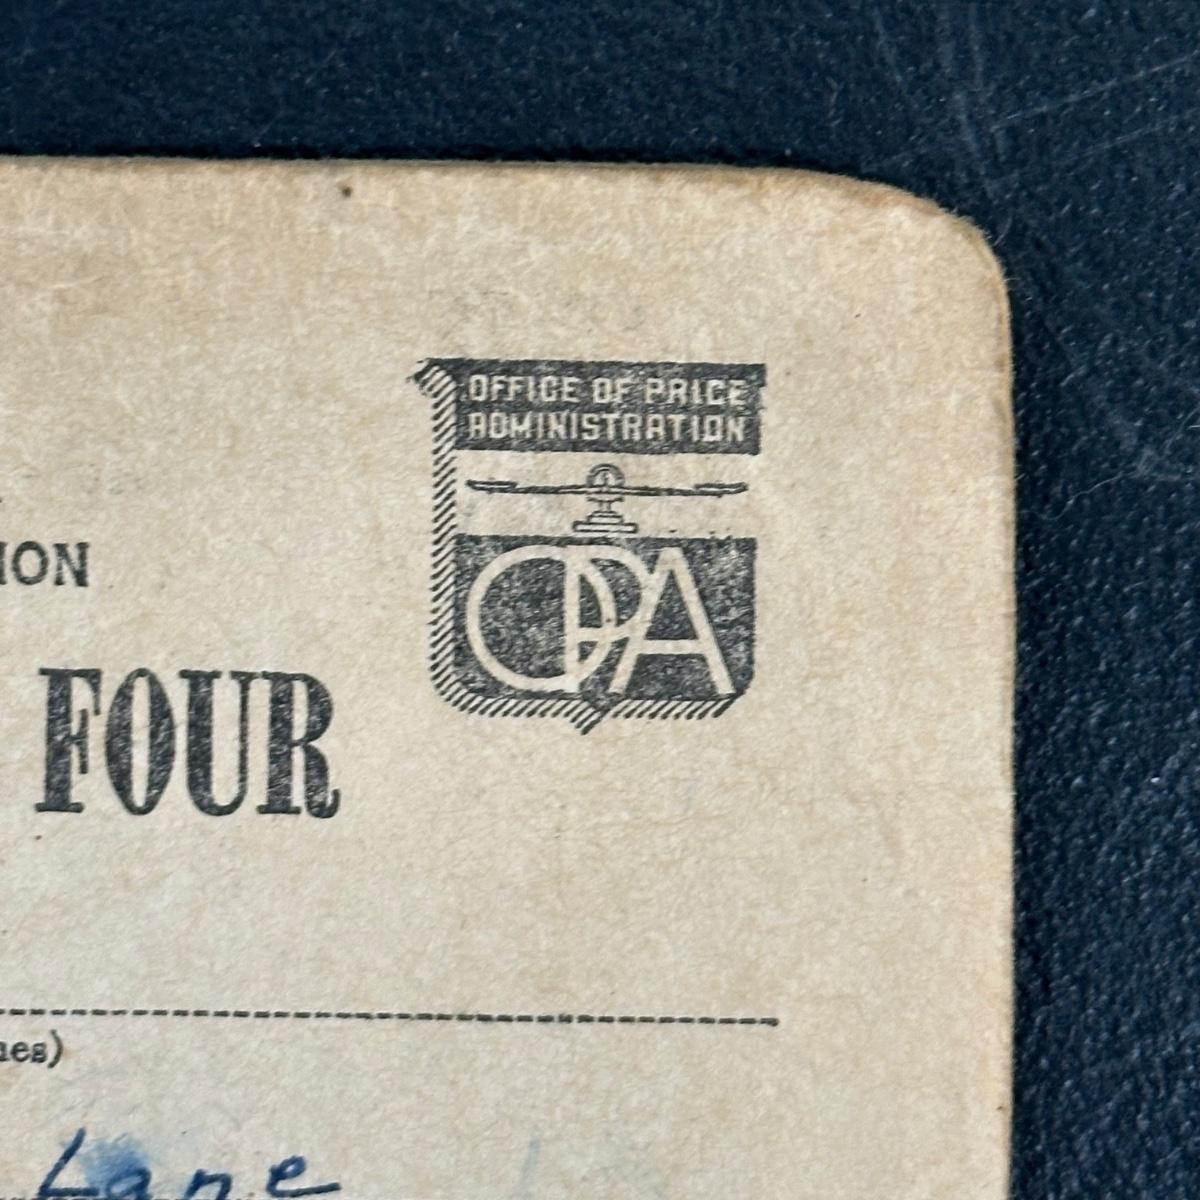 OFFICE OF PRICE
ADMINISTRATION
OPA
ION
FOUR
nes)
Lane